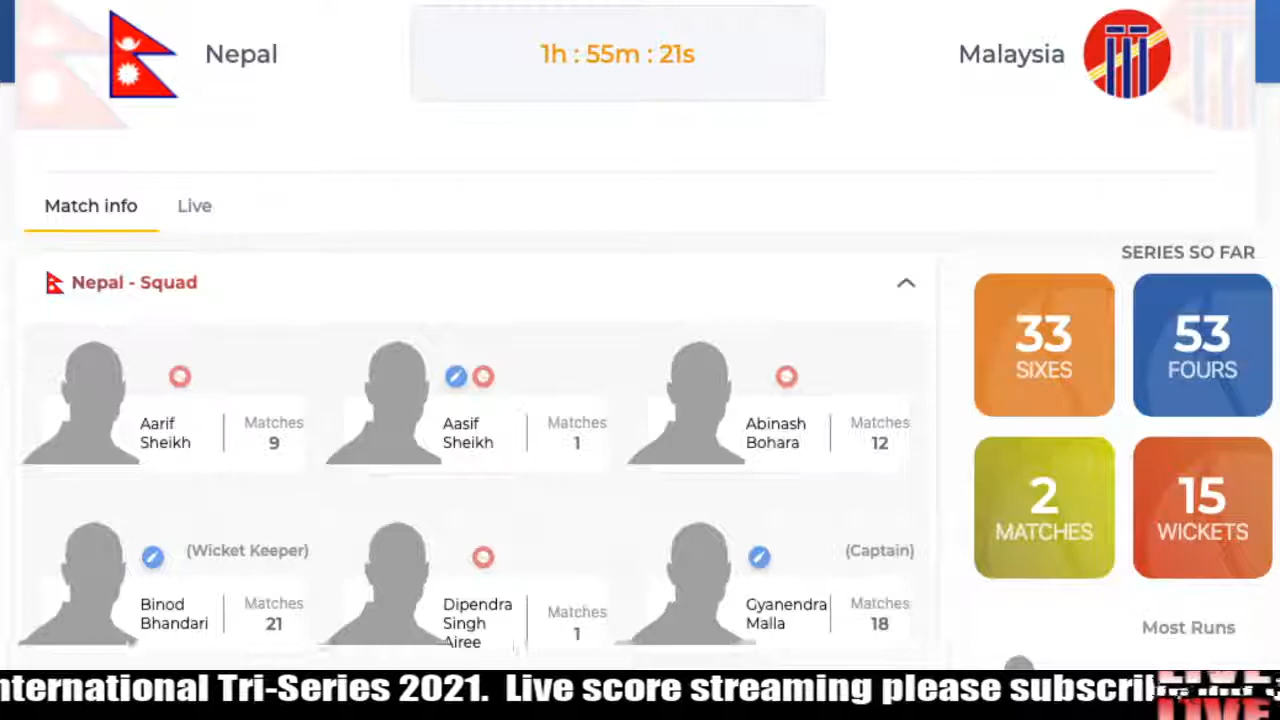 Nepal
1h : 55m : 21s
Malaysia
Match info
Live
SERIES SO FAR
Nepal - Squad
33
SIXES
53
FOURS
Aarif
Sheikh
Matches
9
Aasif
Sheikh
Matches
1
Abinash
Bohara
Matches
12
2
MATCHES
15
WICKETS
(Wicket Keeper)
Binod
Bhandari
Matches
21
Dipendra
Singh
Airee
Matches
1
(Captain)
Gyanendra
Malla
Matches
18
Most Runs
nternational Tri-Series 2021. Live score streaming please subscri
LIVE